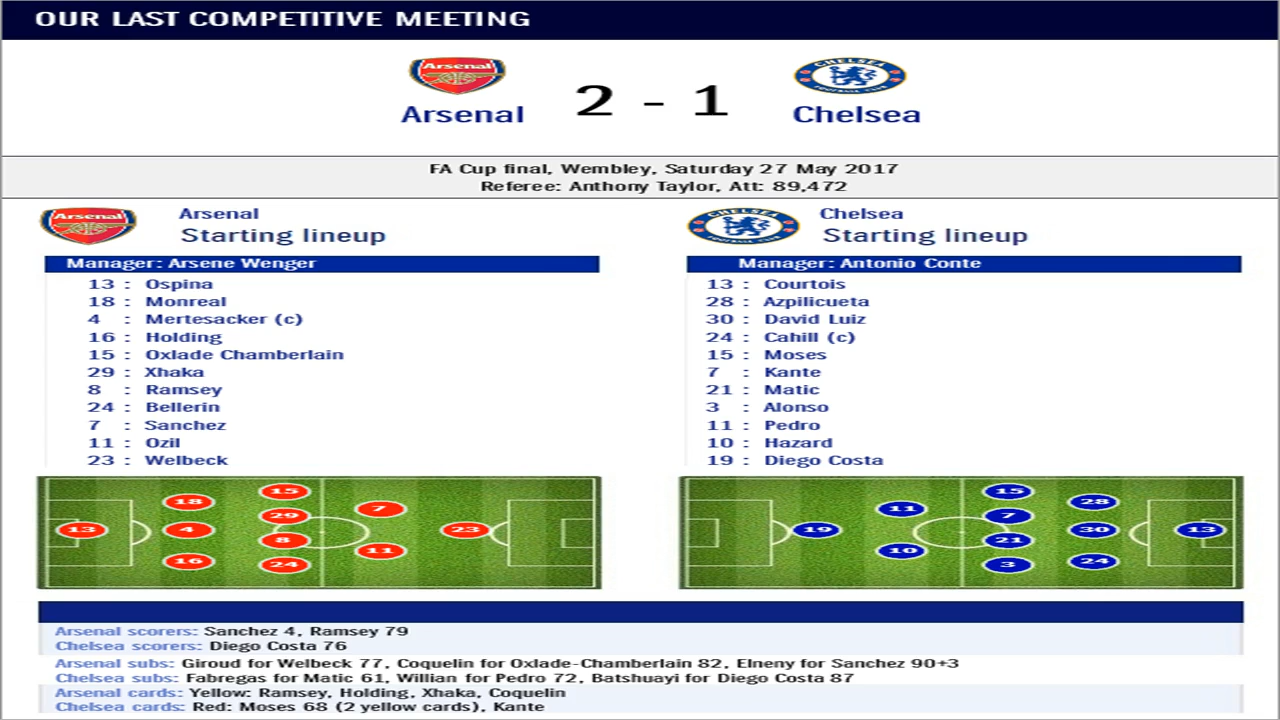 OUR LAST COMPETITIVE MEETING
Arsenal
CHELSEA
FOOTBALL CLUB
2 - 1
Arsenal
Chelsea
FA Cup final, Wembley, Saturday 27 May 2017
Referee: Anthony Taylor, Att: 89,472
Arsenal
Arsenal
Starting lineup
Manager: Arsene Wenger
13 : Ospina
18 : Monreal
4 : Mertesacker (c)
16 : Holding
15 : Oxlade Chamberlain
29 : Xhaka
8 : Ramsey
24 : Bellerin
7 : Sanchez
11 : Ozil
23 : Welbeck
CHELSEA
FOOTBALL CLUB
Chelsea
Starting lineup
Manager: Antonio Conte
13 : Courtois
28 : Azpilicueta
30 : David Luiz
24 : Cahill (c)
15 : Moses
7 : Kante
21 : Matic
3 : Alonso
11 : Pedro
10 : Hazard
19 : Diego Costa
13
18
4
16
15
29
8
24
7
11
23
19
11
10
15
7
21
3
28
30
24
13
Arsenal scorers: Sanchez 4, Ramsey 79
Chelsea scorers: Diego Costa 76
Arsenal subs: Giroud for Welbeck 77, Coquelin for Oxlade-Chamberlain 82, Elneny for Sanchez 90+3
Chelsea subs: Fabregas for Matic 61, Willian for Pedro 72, Batshuayi for Diego Costa 87
Arsenal cards: Yellow: Ramsey, Holding, Xhaka, Coquelin
Chelsea cards: Red: Moses 68 (2 yellow cards), Kante